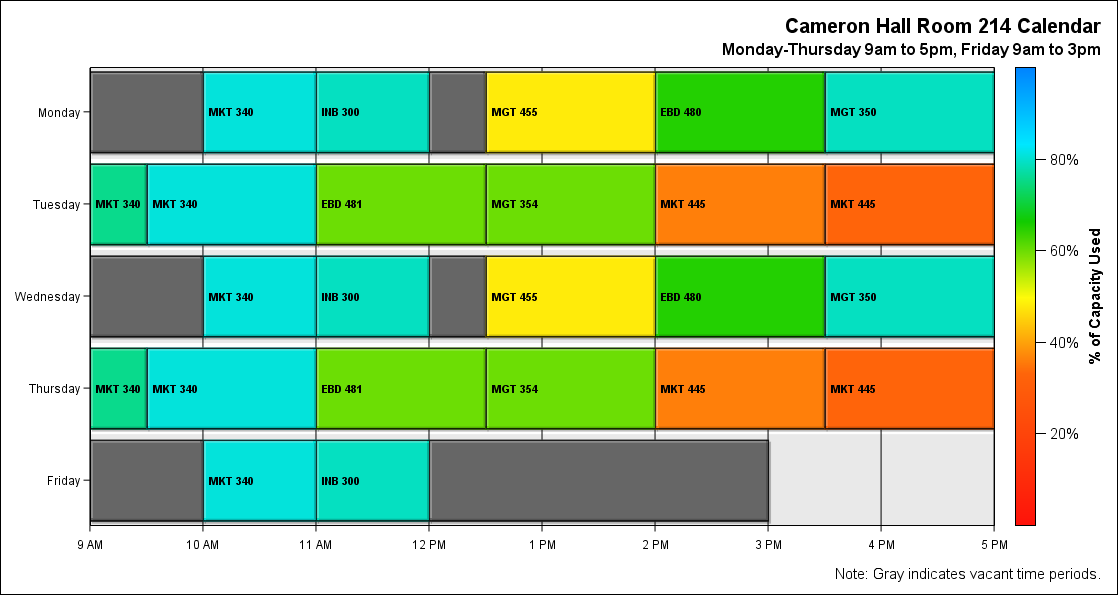 Cameron Hall Room 214 Calendar
Monday-Thursday 9am to 5pm, Friday 9am to 3pm
Monday MKT 340 INB 300 MGT 455 EBD 480 MGT 350
Tuesday MKT 340 MKT 340 EBD 481 MGT 354 MKT 445 MKT 445
Wednesday MKT 340 INB 300 MGT 455 EBD 480 MGT 350
Thursday MKT 340 MKT 340 EBD 481 MGT 354 MKT 445 MKT 445
Friday MKT 340 INB 300
9 AM 10 AM 11 AM 12 PM 1 PM 2 PM 3 PM 4 PM 5 PM
80%
60%
40%
20%
% of Capacity Used
Note: Gray indicates vacant time periods.